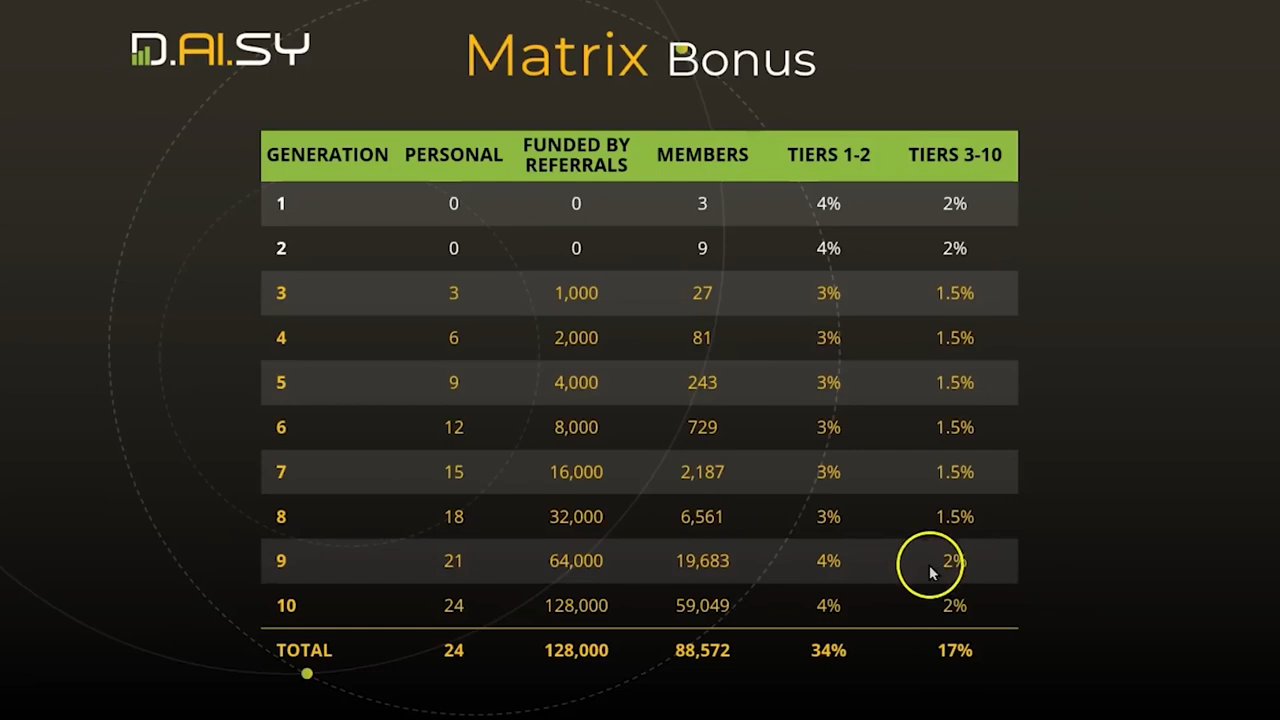 D.AI.SY
Matrix Bonus
GENERATION PERSONAL FUNDED BY REFERRALS MEMBERS TIERS 1-2 TIERS 3-10
1 0 0 3 4% 2%
2 0 0 9 4% 2%
3 3 1,000 27 3% 1.5%
4 6 2,000 81 3% 1.5%
5 9 4,000 243 3% 1.5%
6 12 8,000 729 3% 1.5%
7 15 16,000 2,187 3% 1.5%
8 18 32,000 6,561 3% 1.5%
9 21 64,000 19,683 4% 2%
10 24 128,000 59,049 4% 2%
TOTAL 24 128,000 88,572 34% 17%